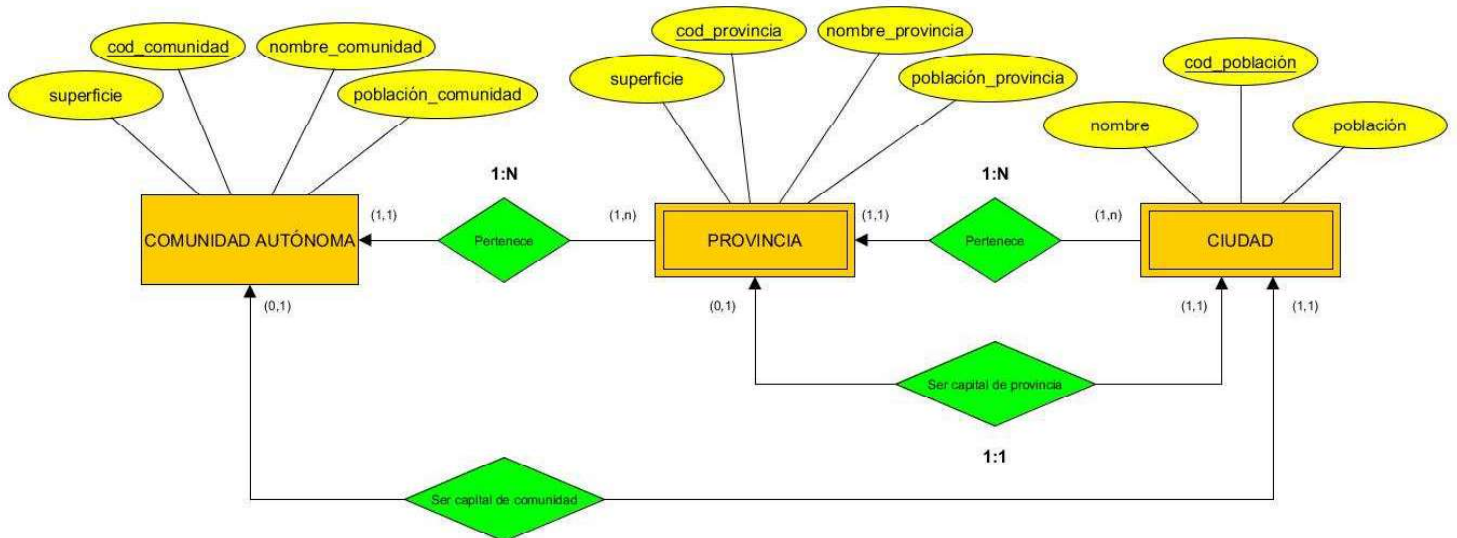 cod_comunidad
nombre_comunidad
superficie
población_comunidad
cod_provincia
nombre_provincia
superficie
población_provincia
cod_población
nombre
población
1:N
1:N
COMUNIDAD AUTÓNOMA
(1,1)
Pertenece
(1,n)
PROVINCIA
(1,1)
Pertenece
(1,n)
CIUDAD
(0,1)
(0,1)
(1,1)
(1,1)
Ser capital de provincia
1:1
Ser capital de comunidad